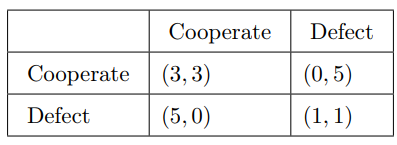 Cooperate Defect
Cooperate (3, 3) (0, 5)
Defect (5, 0) (1, 1)